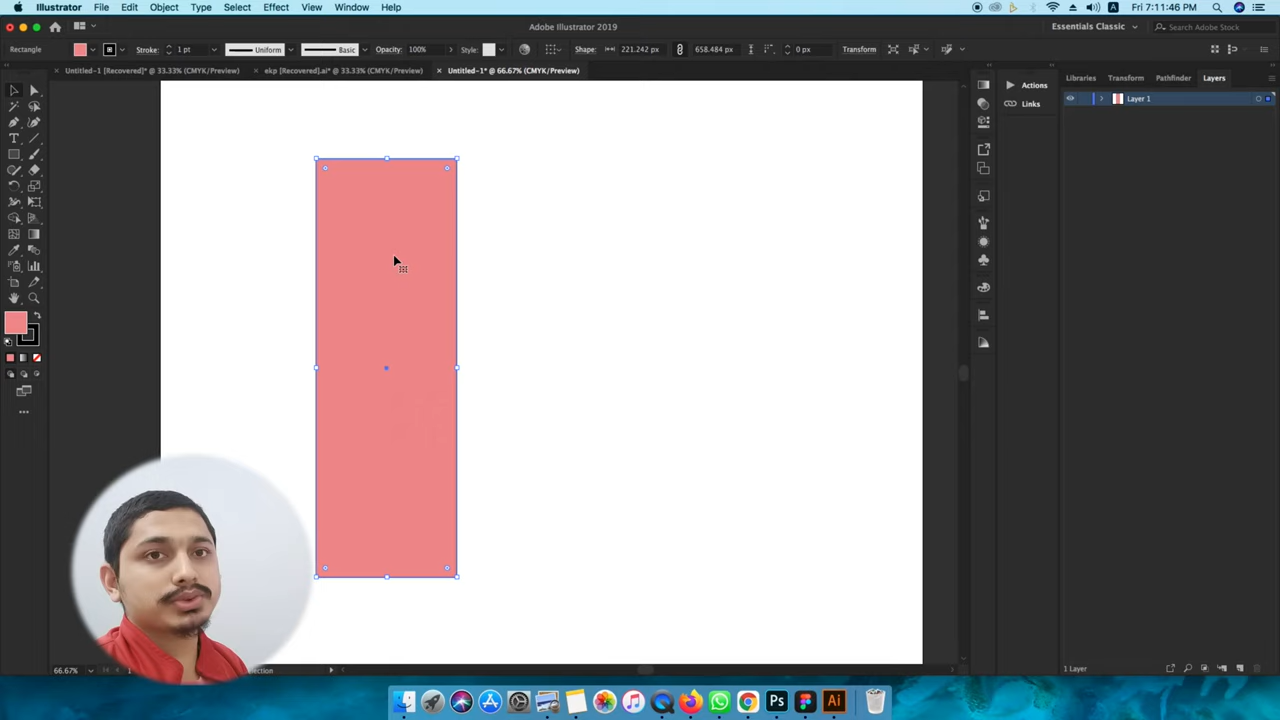 Illustrator File Edit Object Type Select Effect View Window Help
A Fri 7:11:46 PM
Adobe Illustrator 2019
Essentials Classic
Search Adobe Stock
Rectangle Stroke: 1 pt Uniform Basic Opacity: 100% Style: Shape: 221.242 px 658.484 px 0 px Transform
× Untitled-1 [Recovered]* @ 33.33% (CMYK/Preview) × ekp [Recovered].ai* @ 33.33% (CMYK/Preview) × Untitled-1* @ 66.67% (CMYK/Preview)
Actions
Links
Libraries Transform Pathfinder Layers
Layer 1
66.67%
1 Layer
Ps
Ai